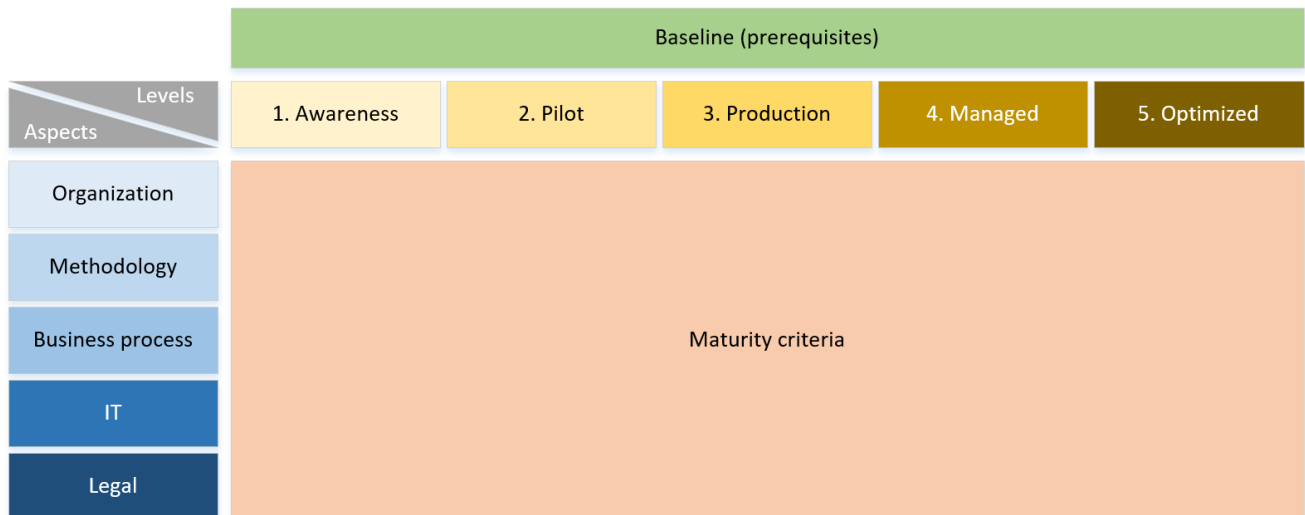 Baseline (prerequisites)
Levels
Aspects
1. Awareness
2. Pilot
3. Production
4. Managed
5. Optimized
Organization
Methodology
Business process
IT
Legal
Maturity criteria